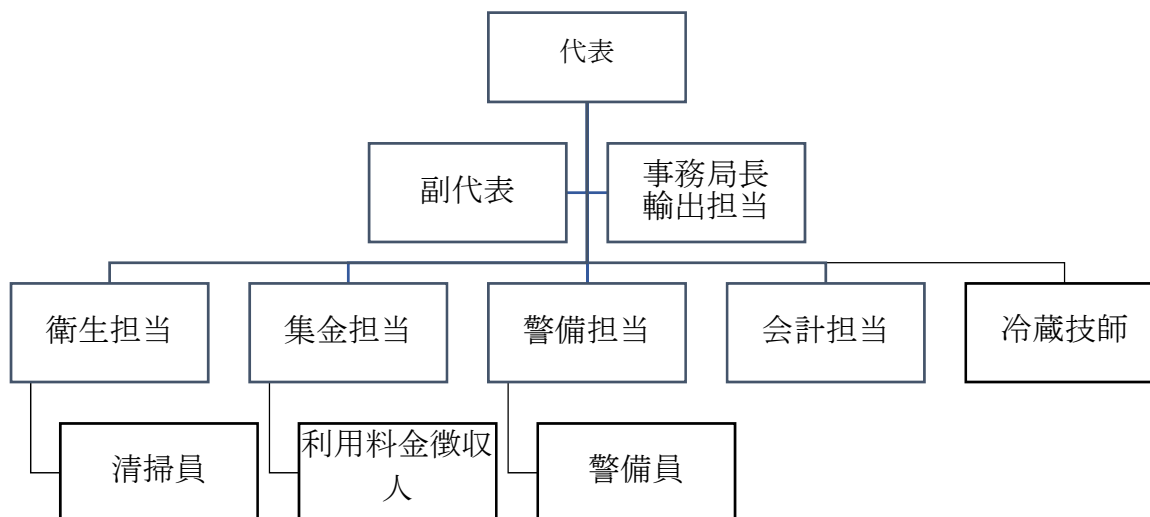 代表
副代表
事務局長
輸出担当
衛生担当
集金担当
警備担当
会計担当
冷蔵技師
清掃員
利用料金徴収
人
警備員